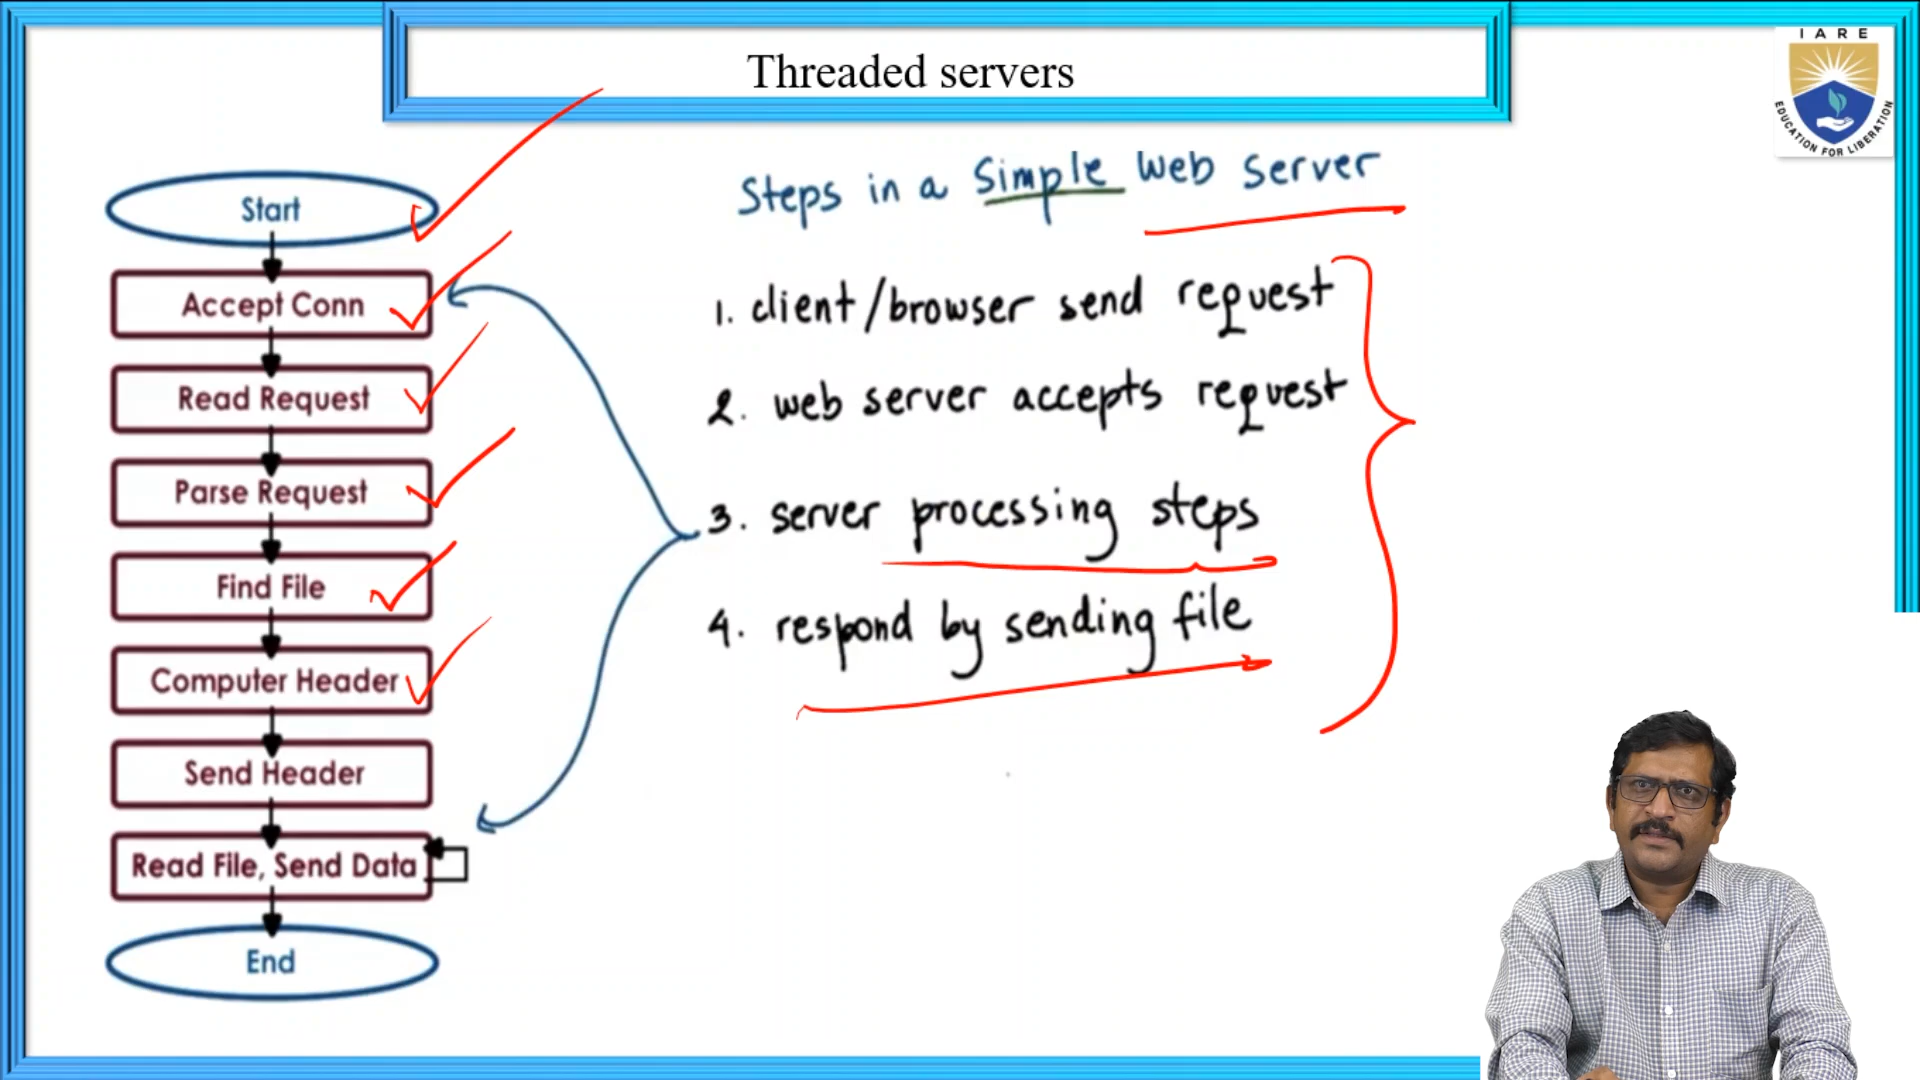 Threaded servers
IARE
EDUCATION FOR LIBERATION
Start
Accept Conn
Read Request
Parse Request
Find File
Computer Header
Send Header
Read File, Send Data
End
Steps in a Simple Web Server
1. client/browser send request
2. web server accepts request
3. server processing steps
4. respond by sending file